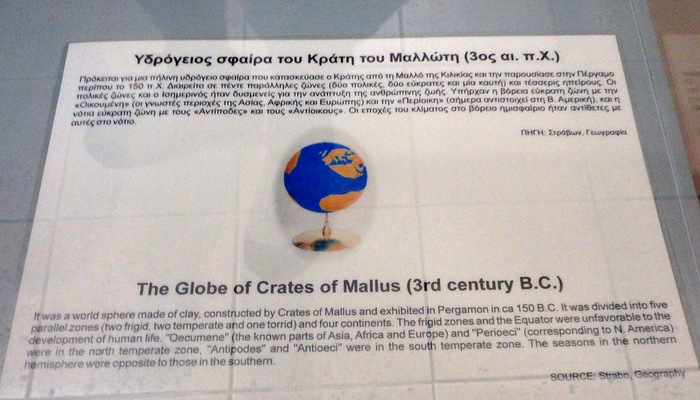 Υδρόγειος σφαίρα του Κράτη του Μαλλώτη (3ος αι. π.Χ.)
Πρόκειται για μια πήλινη υδρόγειο σφαίρα που κατασκεύασε ο Κράτης από τη Μαλλό της Κιλικίας και την παρουσίασε στην Πέργαμο
περίπου το 150 π.Χ. Διαιρείτο σε πέντε παράλληλες ζώνες (δύο πολικές, δύο εύκρατες και μία καυτή) και τέσσερις ηπείρους. Οι
πολικές ζώνες και ο Ισημερινός ήταν δυσμενείς για την ανάπτυξη της ανθρώπινης ζωής. Υπήρχαν η βόρεια εύκρατη ζώνη με την
«Οικουμένη» (οι γνωστές περιοχές της Ασίας, Αφρικής και Ευρώπης) και την «Περίοικη» (σήμερα αντιστοιχεί στη Β. Αμερική), και η
νότια εύκρατη ζώνη με τους «Αντίποδες» και τους «Αντίοικους». Οι εποχές του κλίματος στο βόρειο ημισφαίριο ήταν αντίθετες με
αυτές στο νότιο.
ΠΗΓΗ: Στράβων, Γεωγραφία
The Globe of Crates of Mallus (3rd century B.C.)
It was a world sphere made of clay, constructed by Crates of Mallus and exhibited in Pergamon in ca 150 B.C. It was divided into five
parallel zones (two frigid, two temperate and one torrid) and four continents. The frigid zones and the Equator were unfavorable to the
development of human life. "Oecumene" (the known parts of Asia, Africa and Europe) and "Perioeci" (corresponding to N. America)
were in the north temperate zone, "Antipodes" and "Antioeci" were in the south temperate zone. The seasons in the northern
hemisphere were opposite to those in the southern.
SOURCE: Strabo, Geography